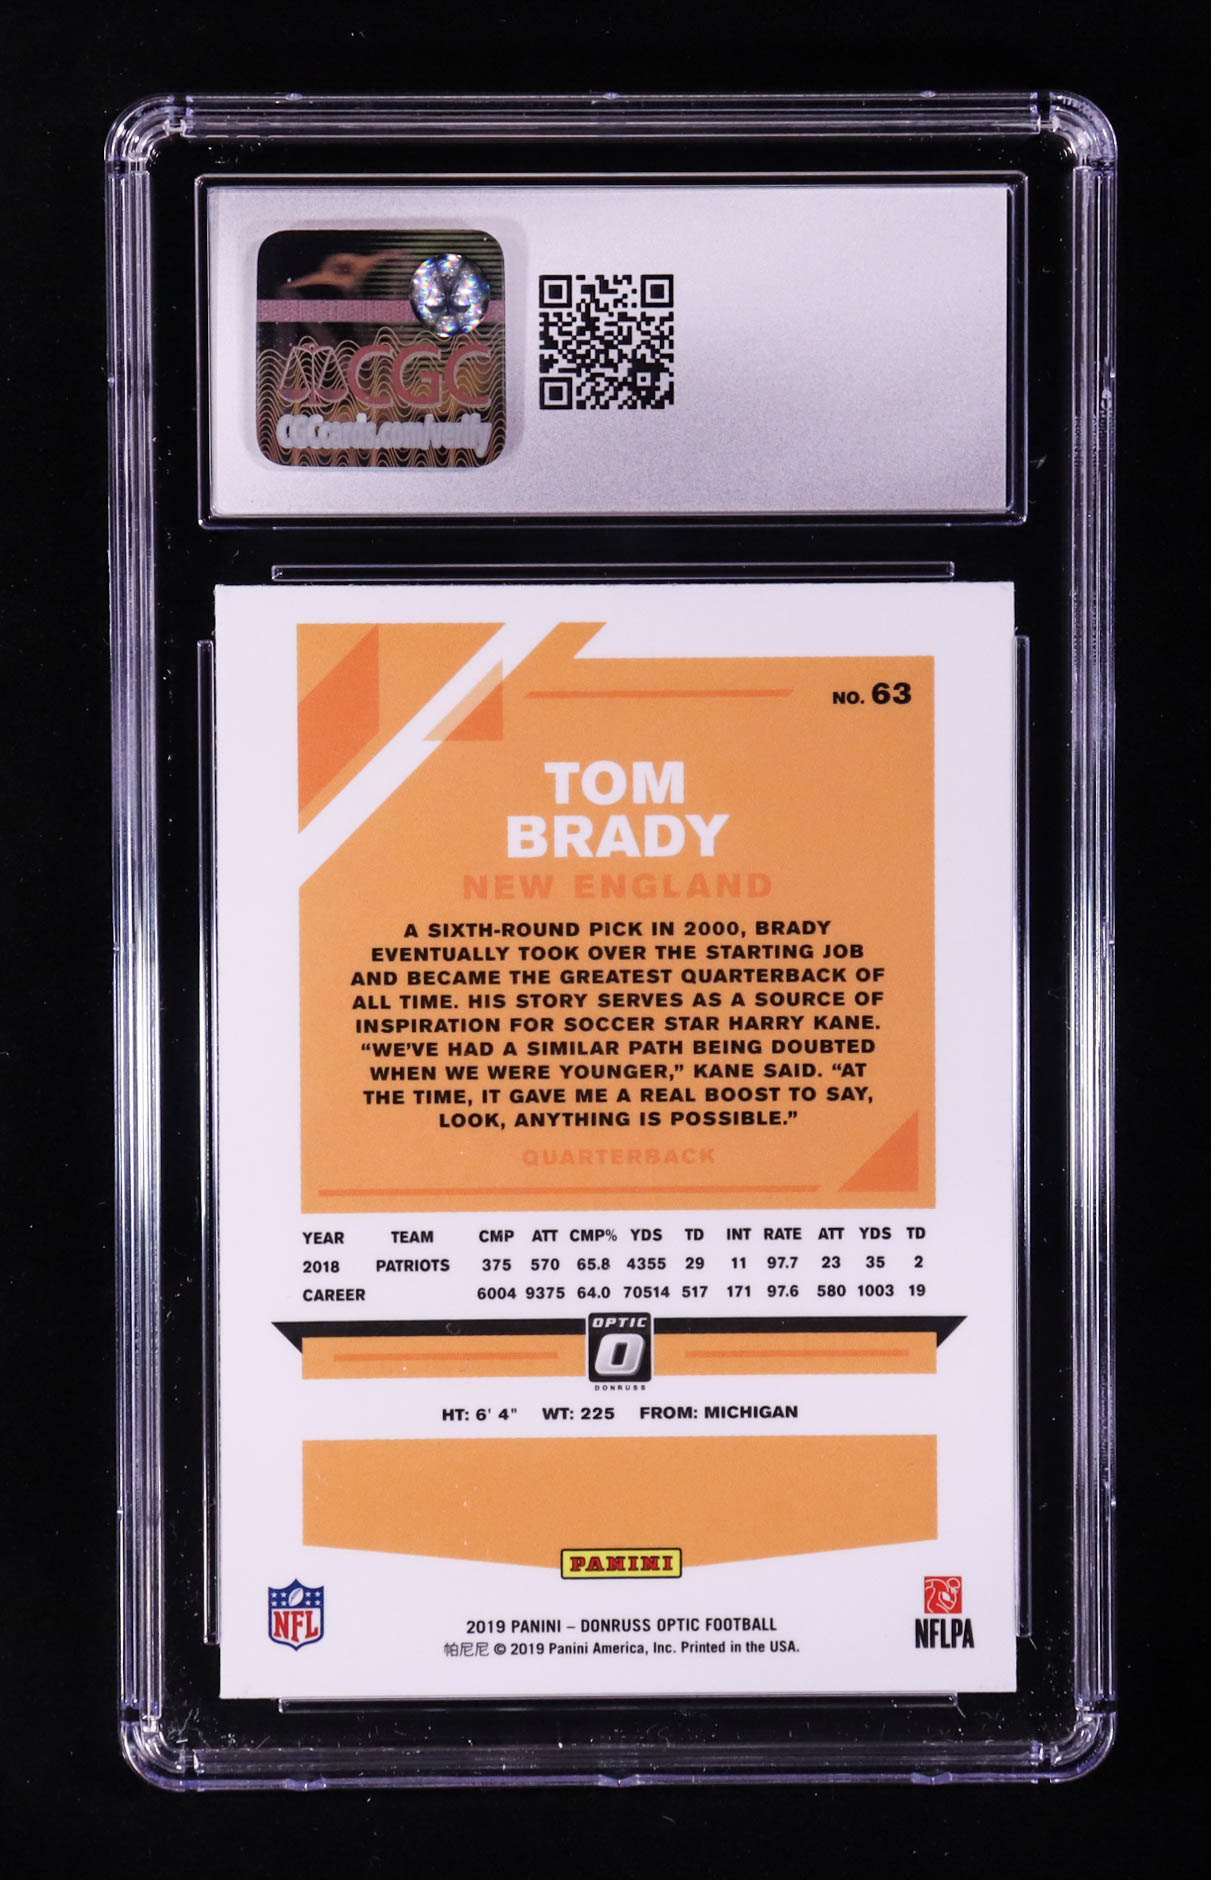 CGC
CGCcards.com/verify
NO. 63
TOM
BRADY
NEW ENGLAND
A SIXTH-ROUND PICK IN 2000, BRADY
EVENTUALLY TOOK OVER THE STARTING JOB
AND BECAME THE GREATEST QUARTERBACK OF
ALL TIME. HIS STORY SERVES AS A SOURCE OF
INSPIRATION FOR SOCCER STAR HARRY KANE.
“WE’VE HAD A SIMILAR PATH BEING DOUBTED
WHEN WE WERE YOUNGER,” KANE SAID. “AT
THE TIME, IT GAVE ME A REAL BOOST TO SAY,
LOOK, ANYTHING IS POSSIBLE.”
QUARTERBACK
YEAR TEAM CMP ATT CMP% YDS TD INT RATE ATT YDS TD
2018 PATRIOTS 375 570 65.8 4355 29 11 97.7 23 35 2
CAREER 6004 9375 64.0 70514 517 171 97.6 580 1003 19
OPTIC
O
DONRUSS
HT: 6' 4" WT: 225 FROM: MICHIGAN
PANINI
NFL
2019 PANINI – DONRUSS OPTIC FOOTBALL
帕尼尼 © 2019 Panini America, Inc. Printed in the USA.
NFLPA